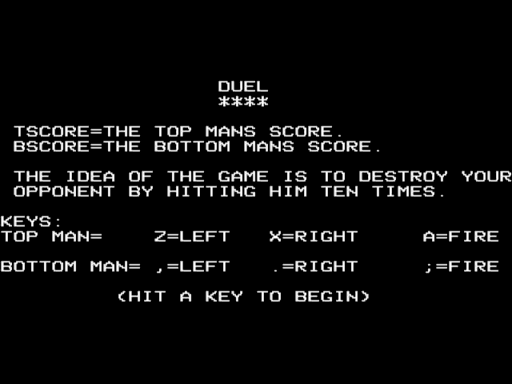 DUEL
****
TSCORE=THE TOP MANS SCORE.
BSCORE=THE BOTTOM MANS SCORE.
THE IDEA OF THE GAME IS TO DESTROY YOUR
OPPONENT BY HITTING HIM TEN TIMES.
KEYS:
TOP MAN= Z=LEFT X=RIGHT A=FIRE
BOTTOM MAN= ,=LEFT .=RIGHT ;=FIRE
(HIT A KEY TO BEGIN)